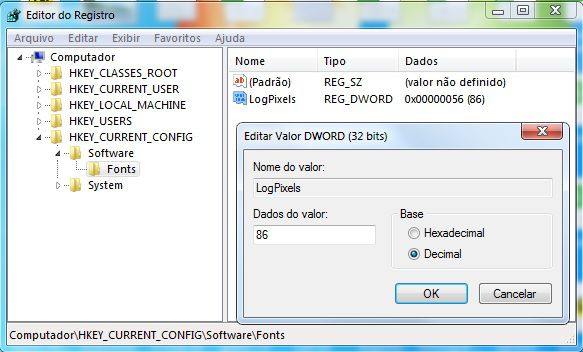 Editor do Registro
Arquivo Editar Exibir Favoritos Ajuda
Computador
HKEY_CLASSES_ROOT
HKEY_CURRENT_USER
HKEY_LOCAL_MACHINE
HKEY_USERS
HKEY_CURRENT_CONFIG
Software
Fonts
System
Nome Tipo Dados
(Padrão) REG_SZ (valor não definido)
LogPixels REG_DWORD 0x00000056 (86)
Editar Valor DWORD (32 bits)
Nome do valor:
LogPixels
Dados do valor:
86
Base
Hexadecimal
Decimal
OK Cancelar
Computador\HKEY_CURRENT_CONFIG\Software\Fonts